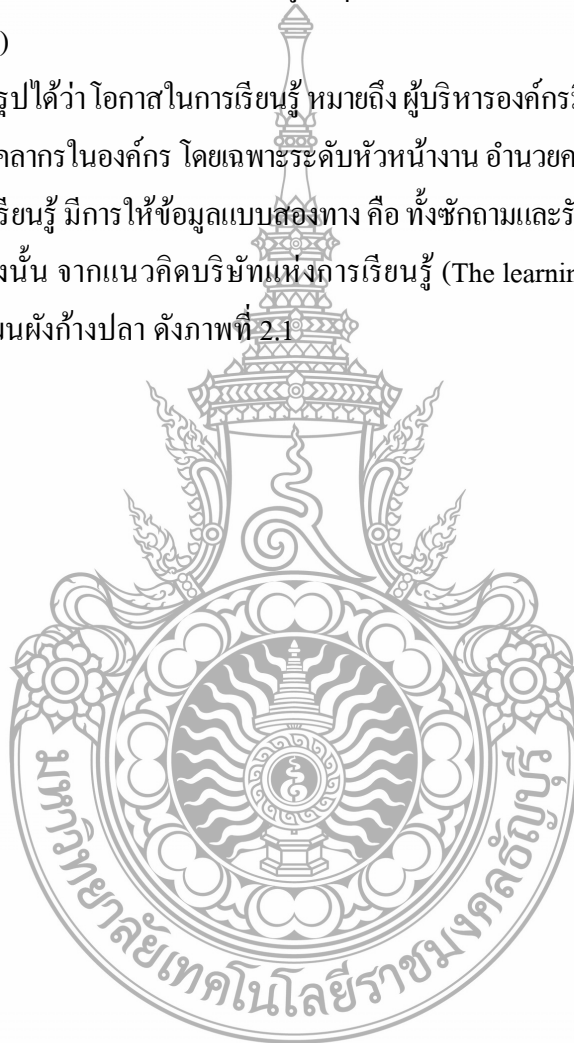 )
รุปได้ว่า โอกาสในการเรียนรู้ หมายถึง ผู้บริหารองค์กร
คลากรในองค์กร โดยเฉพาะระดับหัวหน้างาน อำนวยค
รียนรู้ มีการให้ข้อมูลแบบสองทาง คือ ทั้งซักถามและรั
งนั้น จากแนวคิดบริษัทแห่งการเรียนรู้ (The learnin
ผนผังก้างปลา ดังภาพที่ 2.1
มหาวิทยาลัยเทคโนโลยีราชมงคลธัญบุรี